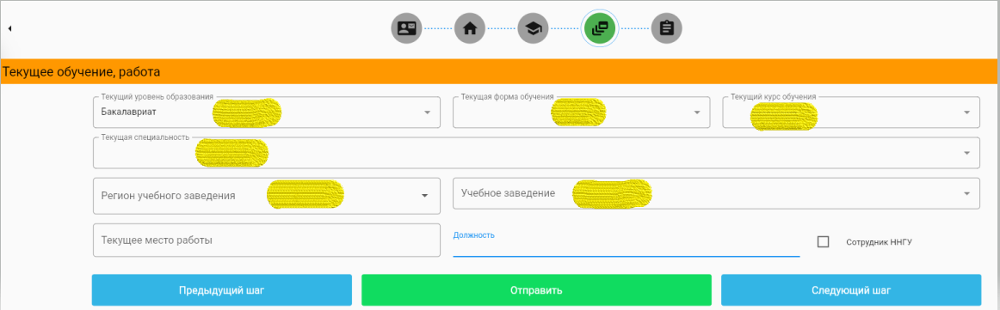 Текущее обучение, работа
Текущий уровень образования Текущая форма обучения Текущий курс обучения
Бакалавриат
Текущая специальность
Регион учебного заведения Учебное заведение
Текущее место работы Должность Сотрудник ННГУ
Предыдущий шаг Отправить Следующий шаг